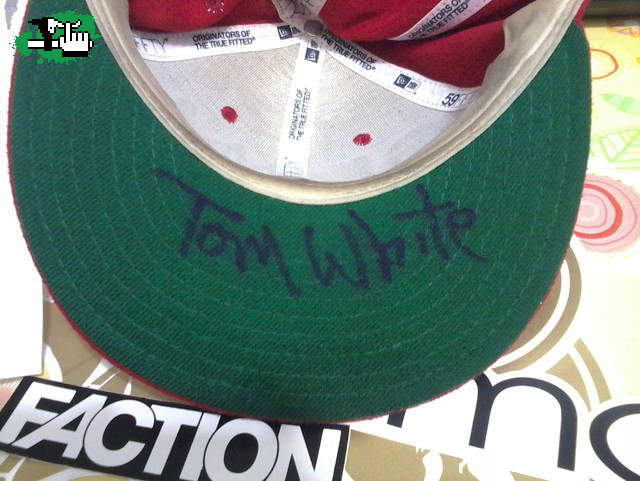 ORIGINATORS OF
THE TRUE FITTED®
ORIGINATORS OF
THE TRUE FITTED®
ORIGINATORS OF
THE TRUE FITTED®
59
Tom White
FACTION